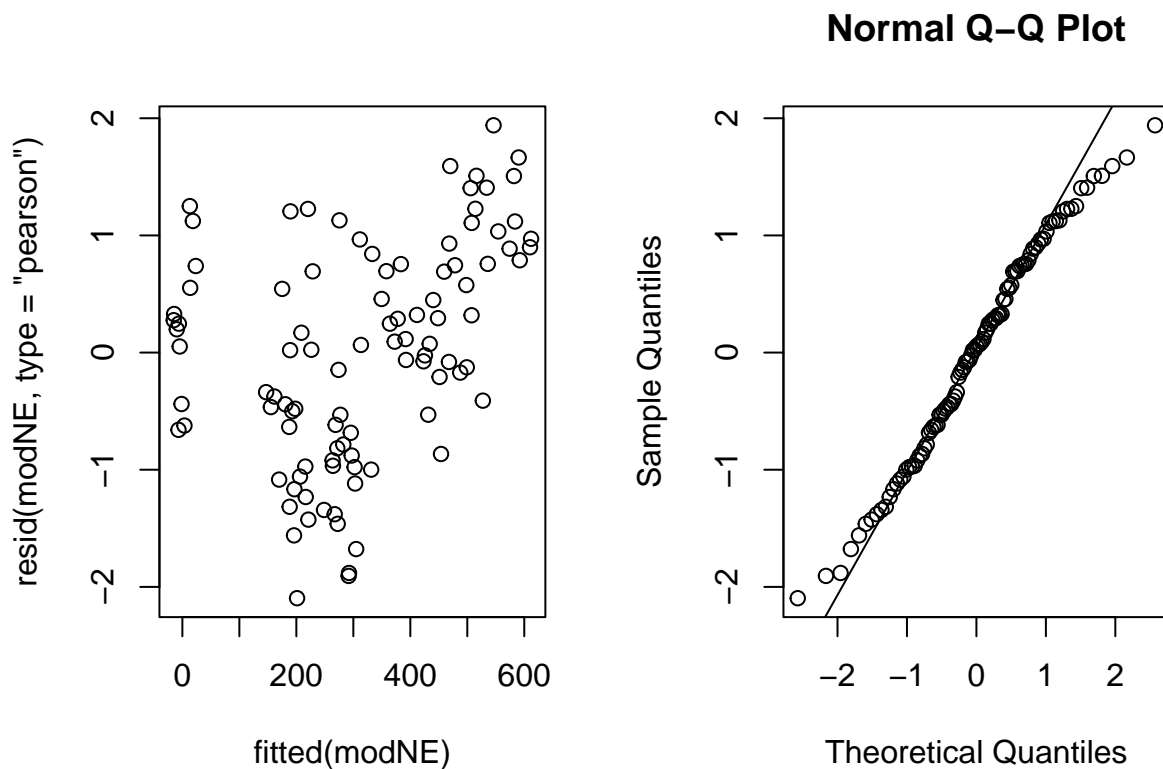 Normal Q−Q Plot
resid(modNE, type = "pearson")
2
1
0
−1
−2
0 200 400 600
fitted(modNE)
Sample Quantiles
2
1
0
−1
−2
−2 −1 0 1 2
Theoretical Quantiles